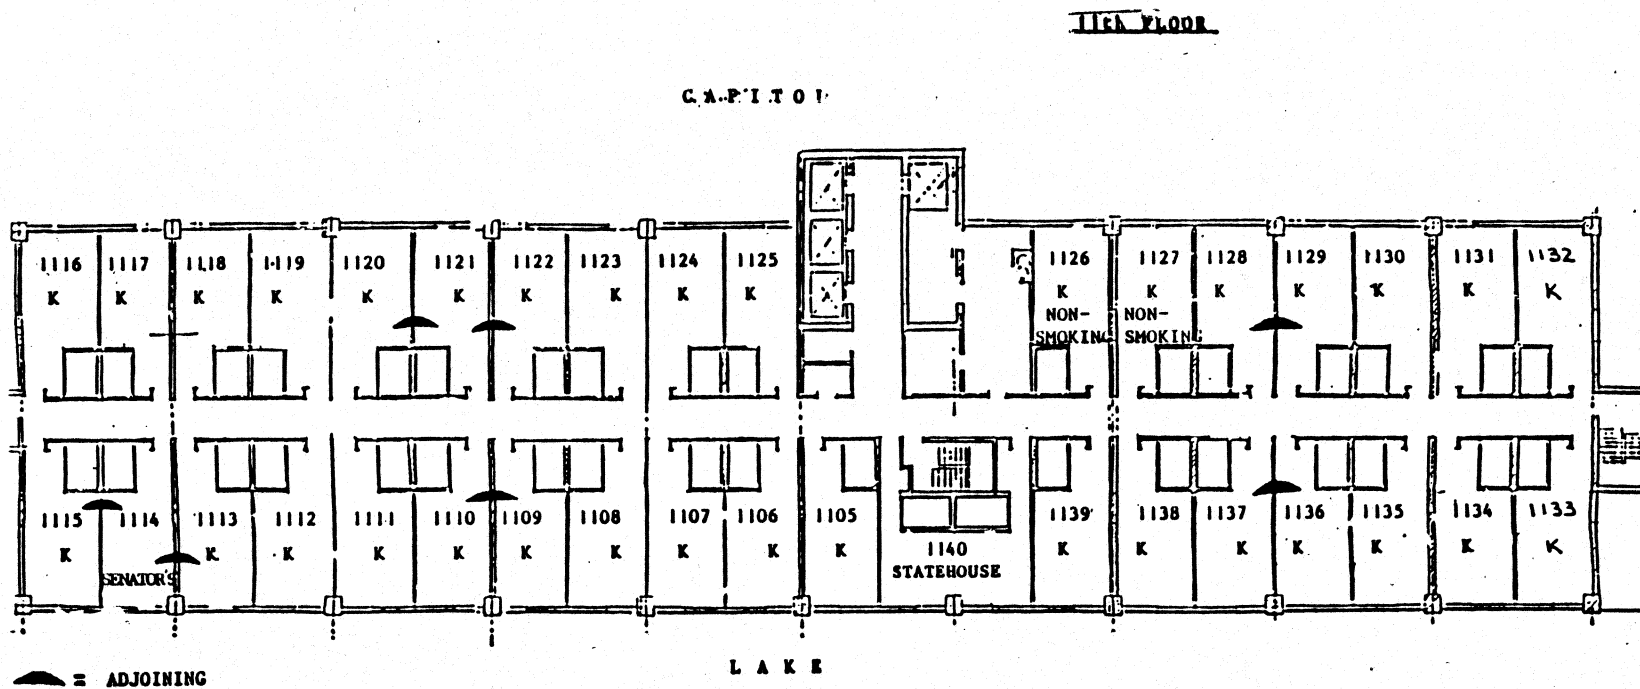 11th FLOOR
CAPITOL
1116 1117 1118 1119 1120 1121 1122 1123 1124 1125 1126 1127 1128 1129 1130 1131 1132
K K K K K K K K K K K K K K K K K
NON- NON-
SMOKING SMOKING
1115 1114 1113 1112 1111 1110 1109 1108 1107 1106 1105 1139 1138 1137 1136 1135 1134 1133
K K K K K K K K K K 1140 K K K K K K K
SENATOR'S STATEHOUSE
LAKE
= ADJOINING